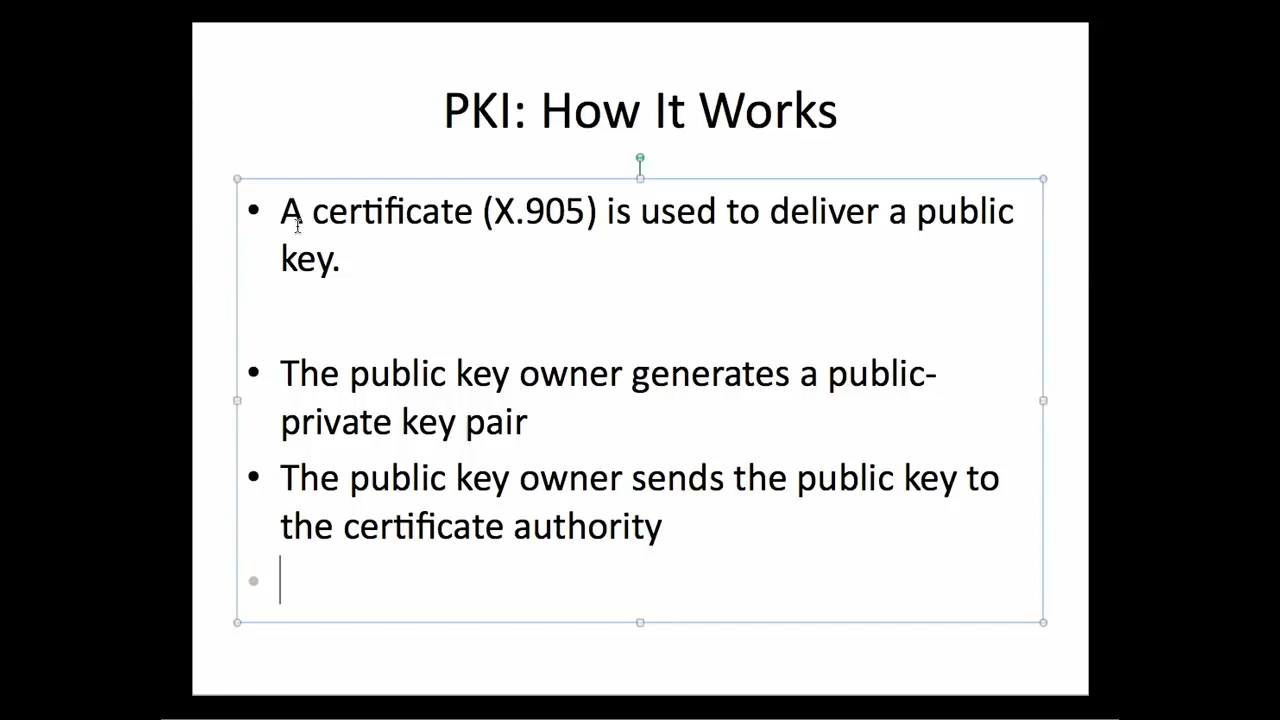 PKI: How It Works
• A certificate (X.905) is used to deliver a public
key.
• The public key owner generates a public-
private key pair
• The public key owner sends the public key to
the certificate authority
•